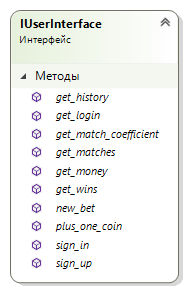 IUserInterface
Интерфейс
Методы
get_history
get_login
get_match_coefficient
get_matches
get_money
get_wins
new_bet
plus_one_coin
sign_in
sign_up